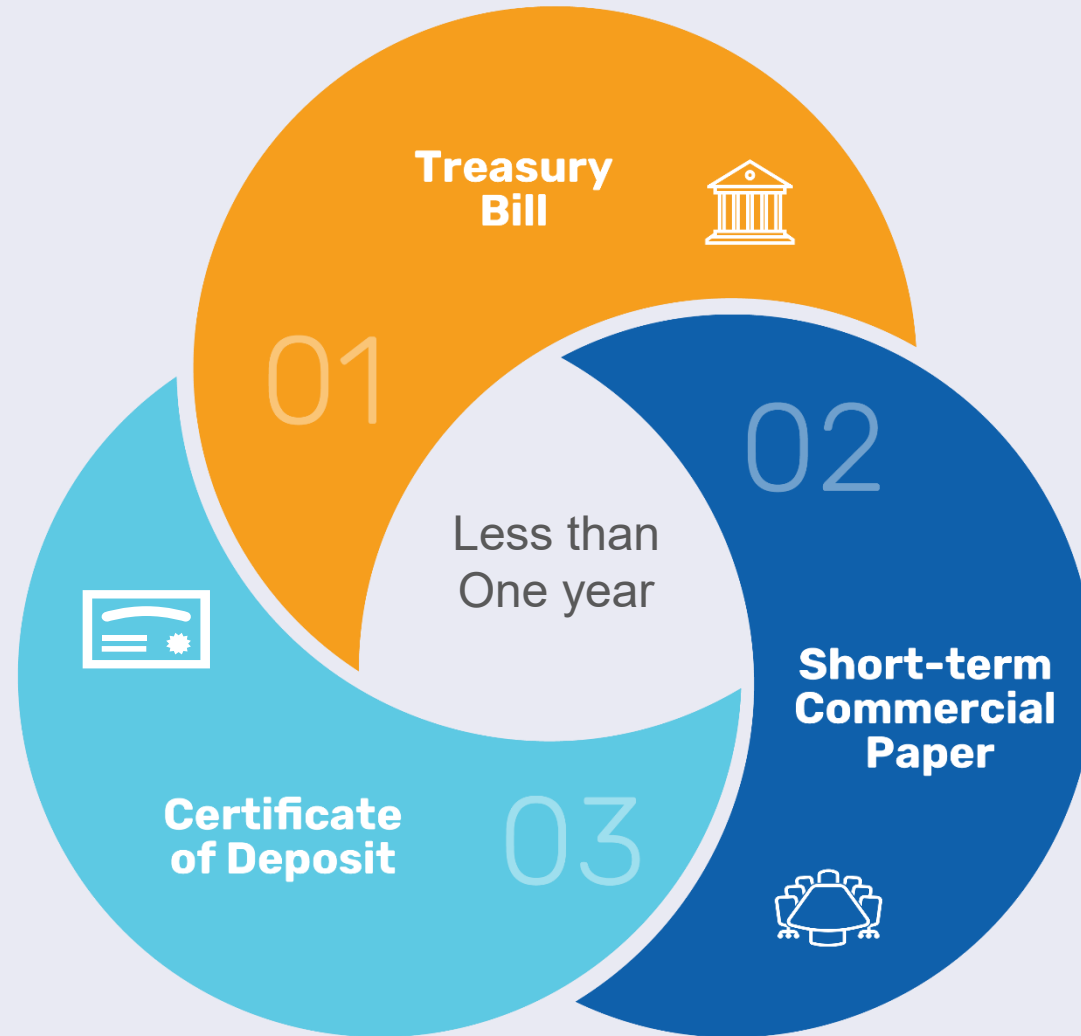 Treasury
Bill
01
02
Less than
One year
Short-term
Commercial
Paper
Certificate
of Deposit
03